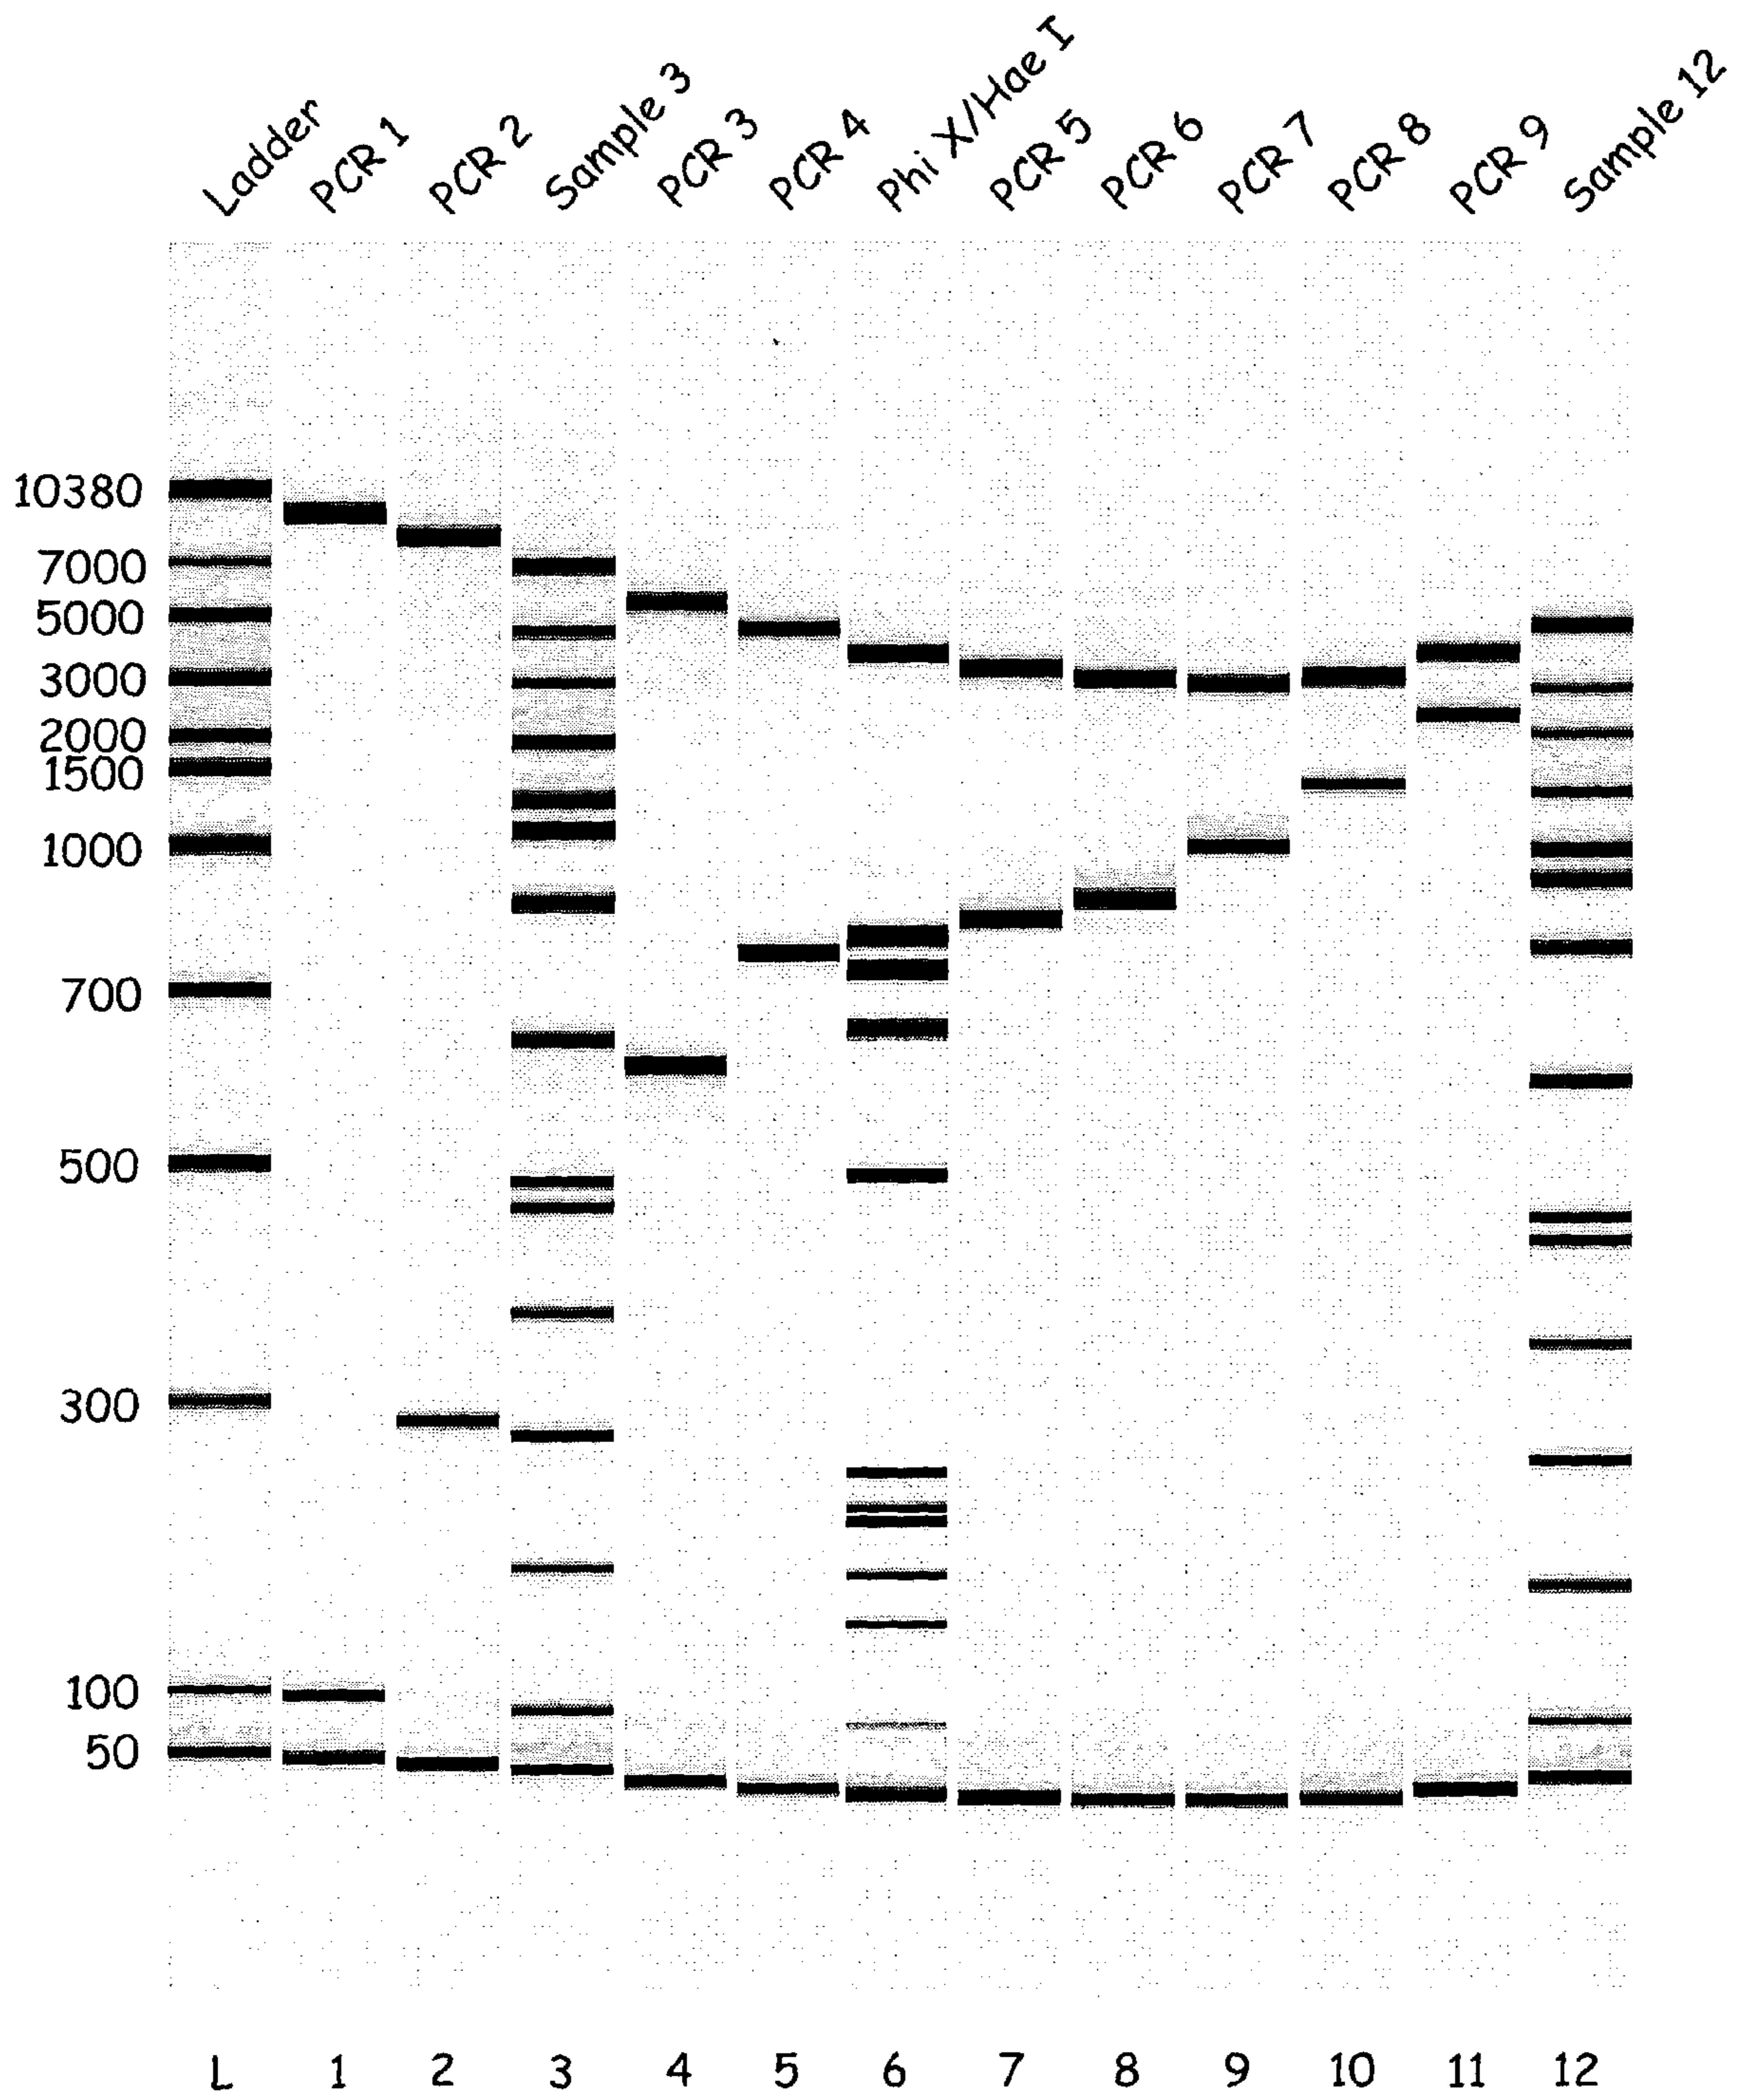 Ladder
PCR 1
PCR 2
Sample 3
PCR 3
PCR 4
Phi X/Hae I
PCR 5
PCR 6
PCR 7
PCR 8
PCR 9
Sample 12
10380
7000
5000
3000
2000
1500
1000
700
500
300
100
50
L 1 2 3 4 5 6 7 8 9 10 11 12